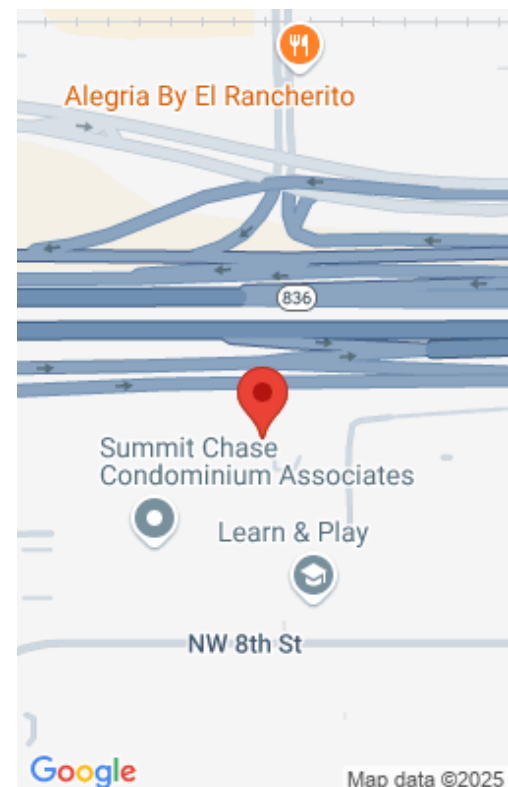 Alegria By El Rancherito
836
Summit Chase
Condominium Associates
Learn & Play
NW 8th St
Google
Map data ©2025